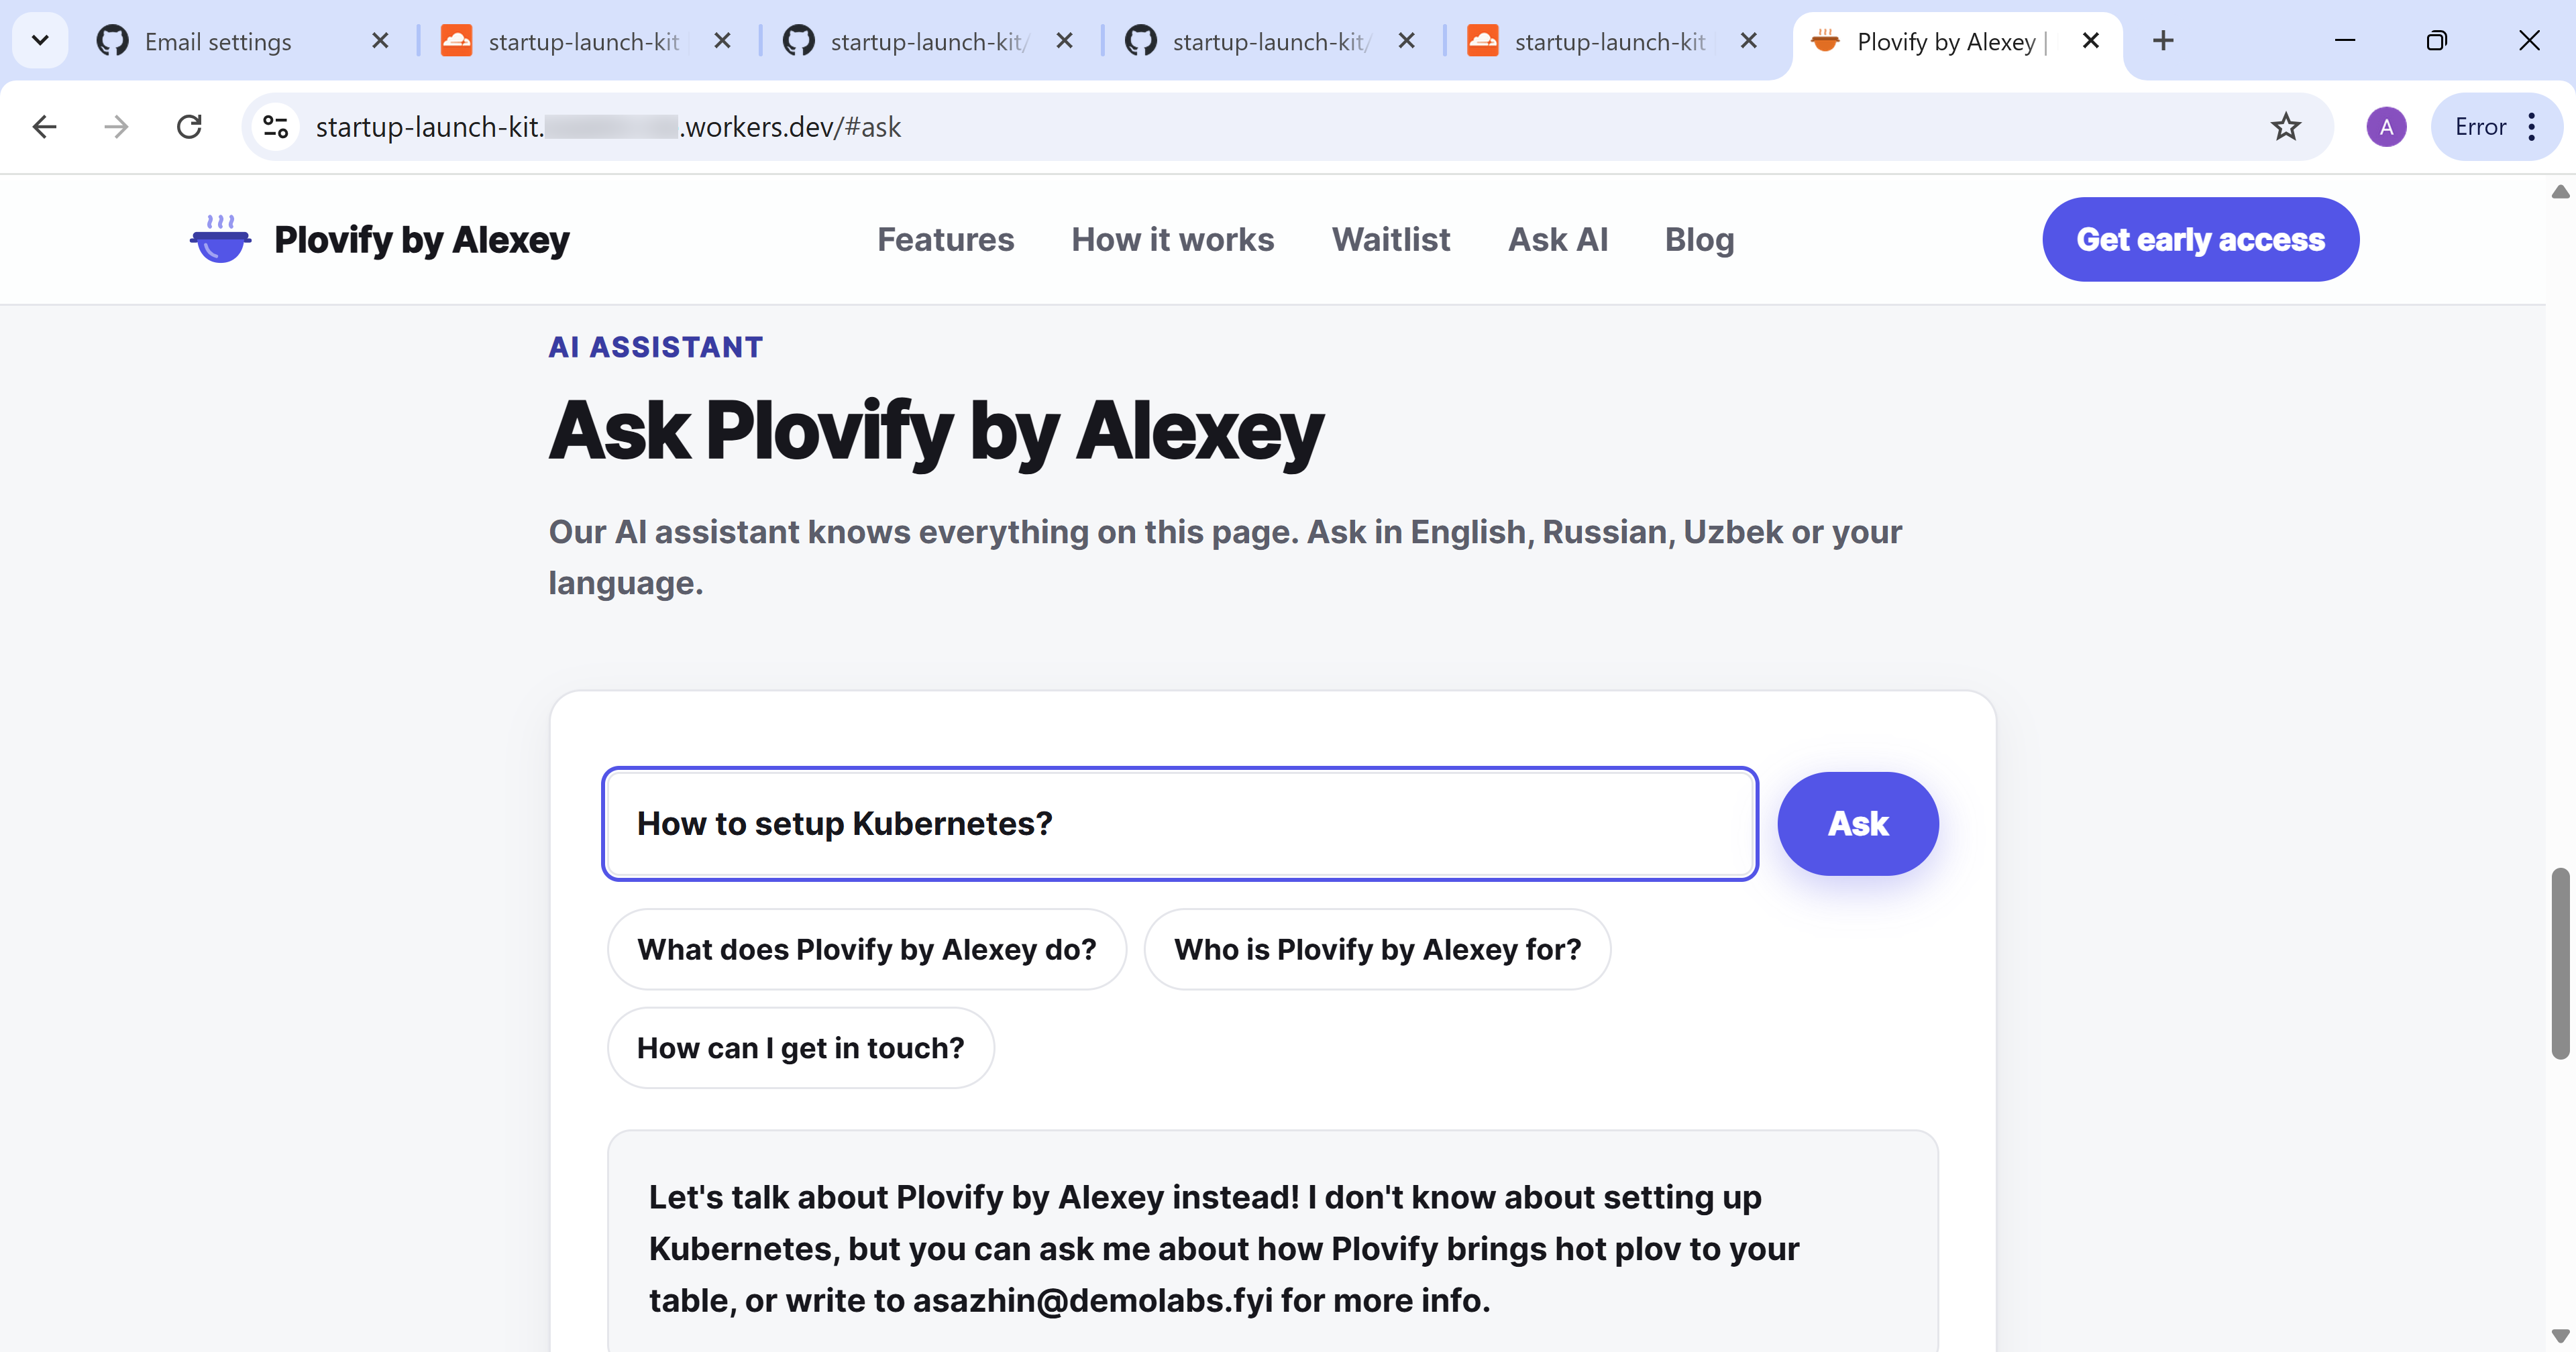 Email settings
startup-launch-kit
startup-launch-kit/
startup-launch-kit/
startup-launch-kit
Plovify by Alexey |
startup-launch-kit.
.workers.dev/#ask
A
Error
Plovify by Alexey
Features
How it works
Waitlist
Ask AI
Blog
Get early access
AI ASSISTANT
Ask Plovify by Alexey
Our AI assistant knows everything on this page. Ask in English, Russian, Uzbek or your
language.
How to setup Kubernetes?
Ask
What does Plovify by Alexey do?
Who is Plovify by Alexey for?
How can I get in touch?
Let's talk about Plovify by Alexey instead! I don't know about setting up
Kubernetes, but you can ask me about how Plovify brings hot plov to your
table, or write to asazhin@demolabs.fyi for more info.